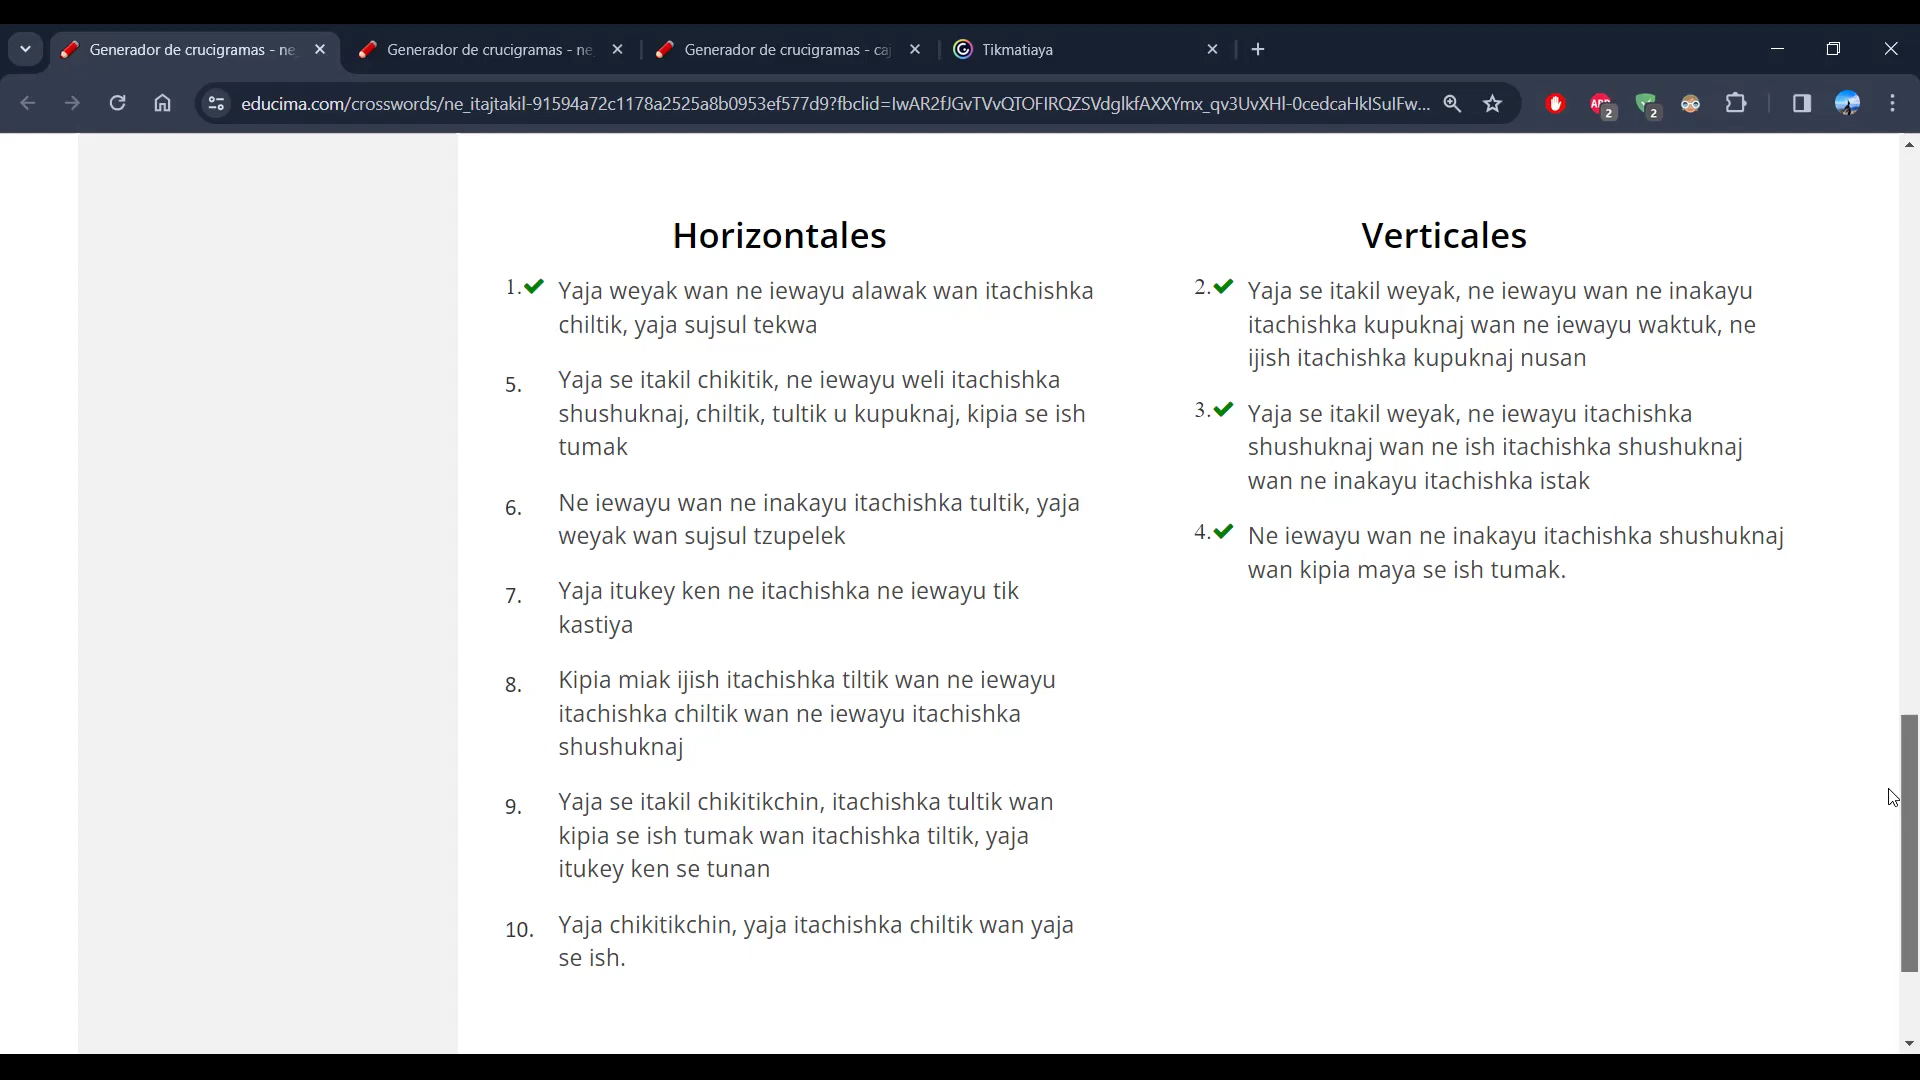 Generador de crucigramas - ne
Generador de crucigramas - ne
Generador de crucigramas - caj
Tikmatiaya
educima.com/crosswords/ne_itajtakil-91594a72c1178a2525a8b0953ef577d9?fbclid=IwAR2fJGvTVvQTOFIRQZSVdglkfAXXYmx_qv3UvXHl-0cedcaHkISuIFw...
ABP
2
2
Horizontales
1. Yaja weyak wan ne iewayu alawak wan itachishka
chiltik, yaja sujsul tekwa
5. Yaja se itakil chikitik, ne iewayu weli itachishka
shushuknaj, chiltik, tultik u kupuknaj, kipia se ish
tumak
6. Ne iewayu wan ne inakayu itachishka tultik, yaja
weyak wan sujsul tzupelek
7. Yaja itukey ken ne itachishka ne iewayu tik
kastiya
8. Kipia miak ijish itachishka tiltik wan ne iewayu
itachishka chiltik wan ne iewayu itachishka
shushuknaj
9. Yaja se itakil chikitikchin, itachishka tultik wan
kipia se ish tumak wan itachishka tiltik, yaja
itukey ken se tunan
10. Yaja chikitikchin, yaja itachishka chiltik wan yaja
se ish.
Verticales
2. Yaja se itakil weyak, ne iewayu wan ne inakayu
itachishka kupuknaj wan ne iewayu waktuk, ne
ijish itachishka kupuknaj nusan
3. Yaja se itakil weyak, ne iewayu itachishka
shushuknaj wan ne ish itachishka shushuknaj
wan ne inakayu itachishka istak
4. Ne iewayu wan ne inakayu itachishka shushuknaj
wan kipia maya se ish tumak.